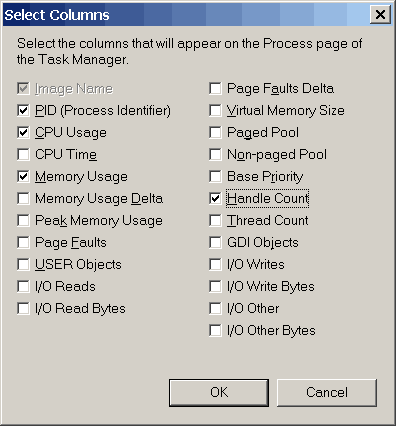 Select Columns
Select the columns that will appear on the Process page of
the Task Manager.
Image Name
PID (Process Identifier)
CPU Usage
CPU Time
Memory Usage
Memory Usage Delta
Peak Memory Usage
Page Faults
USER Objects
I/O Reads
I/O Read Bytes
Page Faults Delta
Virtual Memory Size
Paged Pool
Non-paged Pool
Base Priority
Handle Count
Thread Count
GDI Objects
I/O Writes
I/O Write Bytes
I/O Other
I/O Other Bytes
OK
Cancel